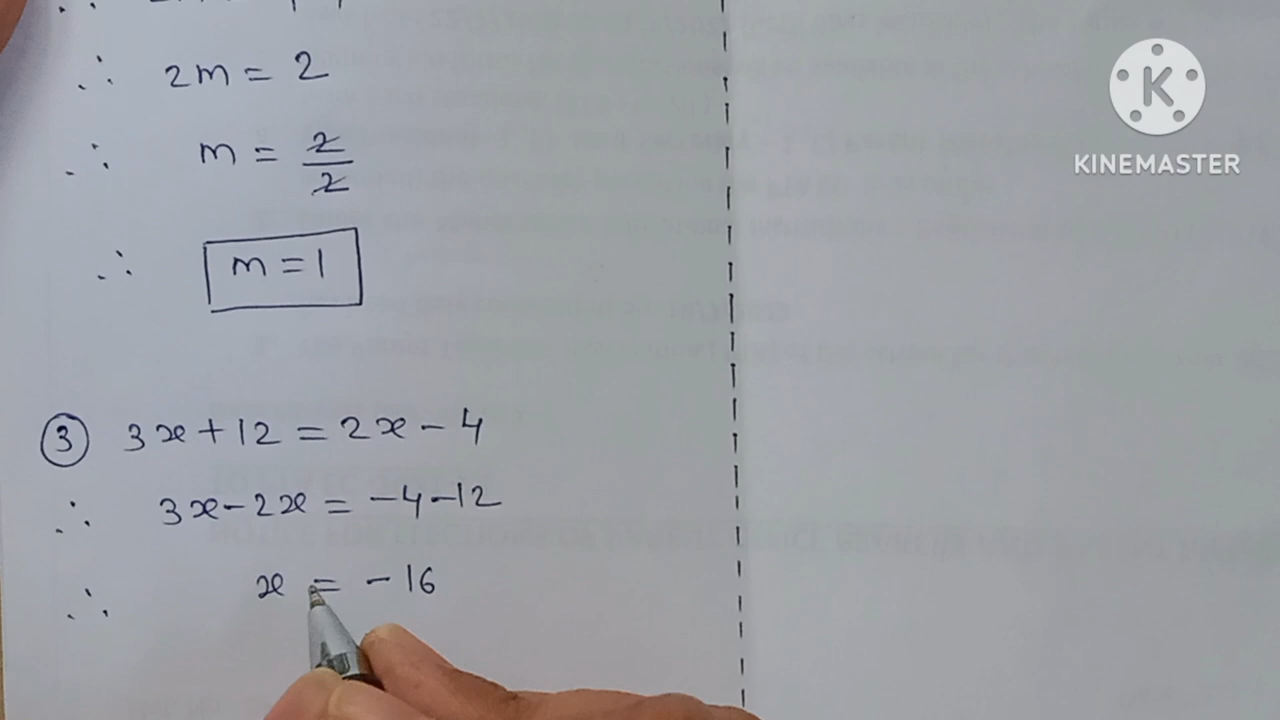 ∴ 2m = 2
∴ m = 2/2
∴ m = 1
③ 3x + 12 = 2x - 4
∴ 3x - 2x = -4 - 12
∴ x = -16
K
KINEMASTER